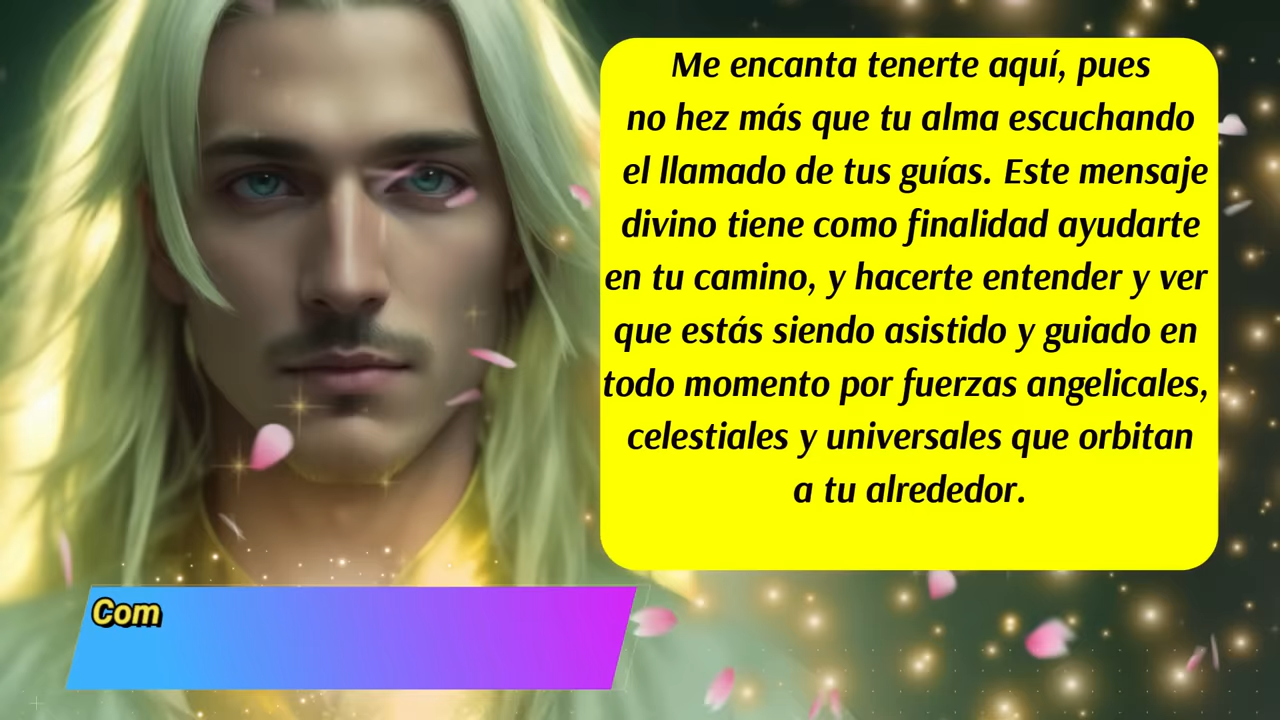 Me encanta tenerte aquí, pues
no hez más que tu alma escuchando
el llamado de tus guías. Este mensaje
divino tiene como finalidad ayudarte
en tu camino, y hacerte entender y ver
que estás siendo asistido y guiado en
todo momento por fuerzas angelicales,
celestiales y universales que orbitan
a tu alrededor.
Com